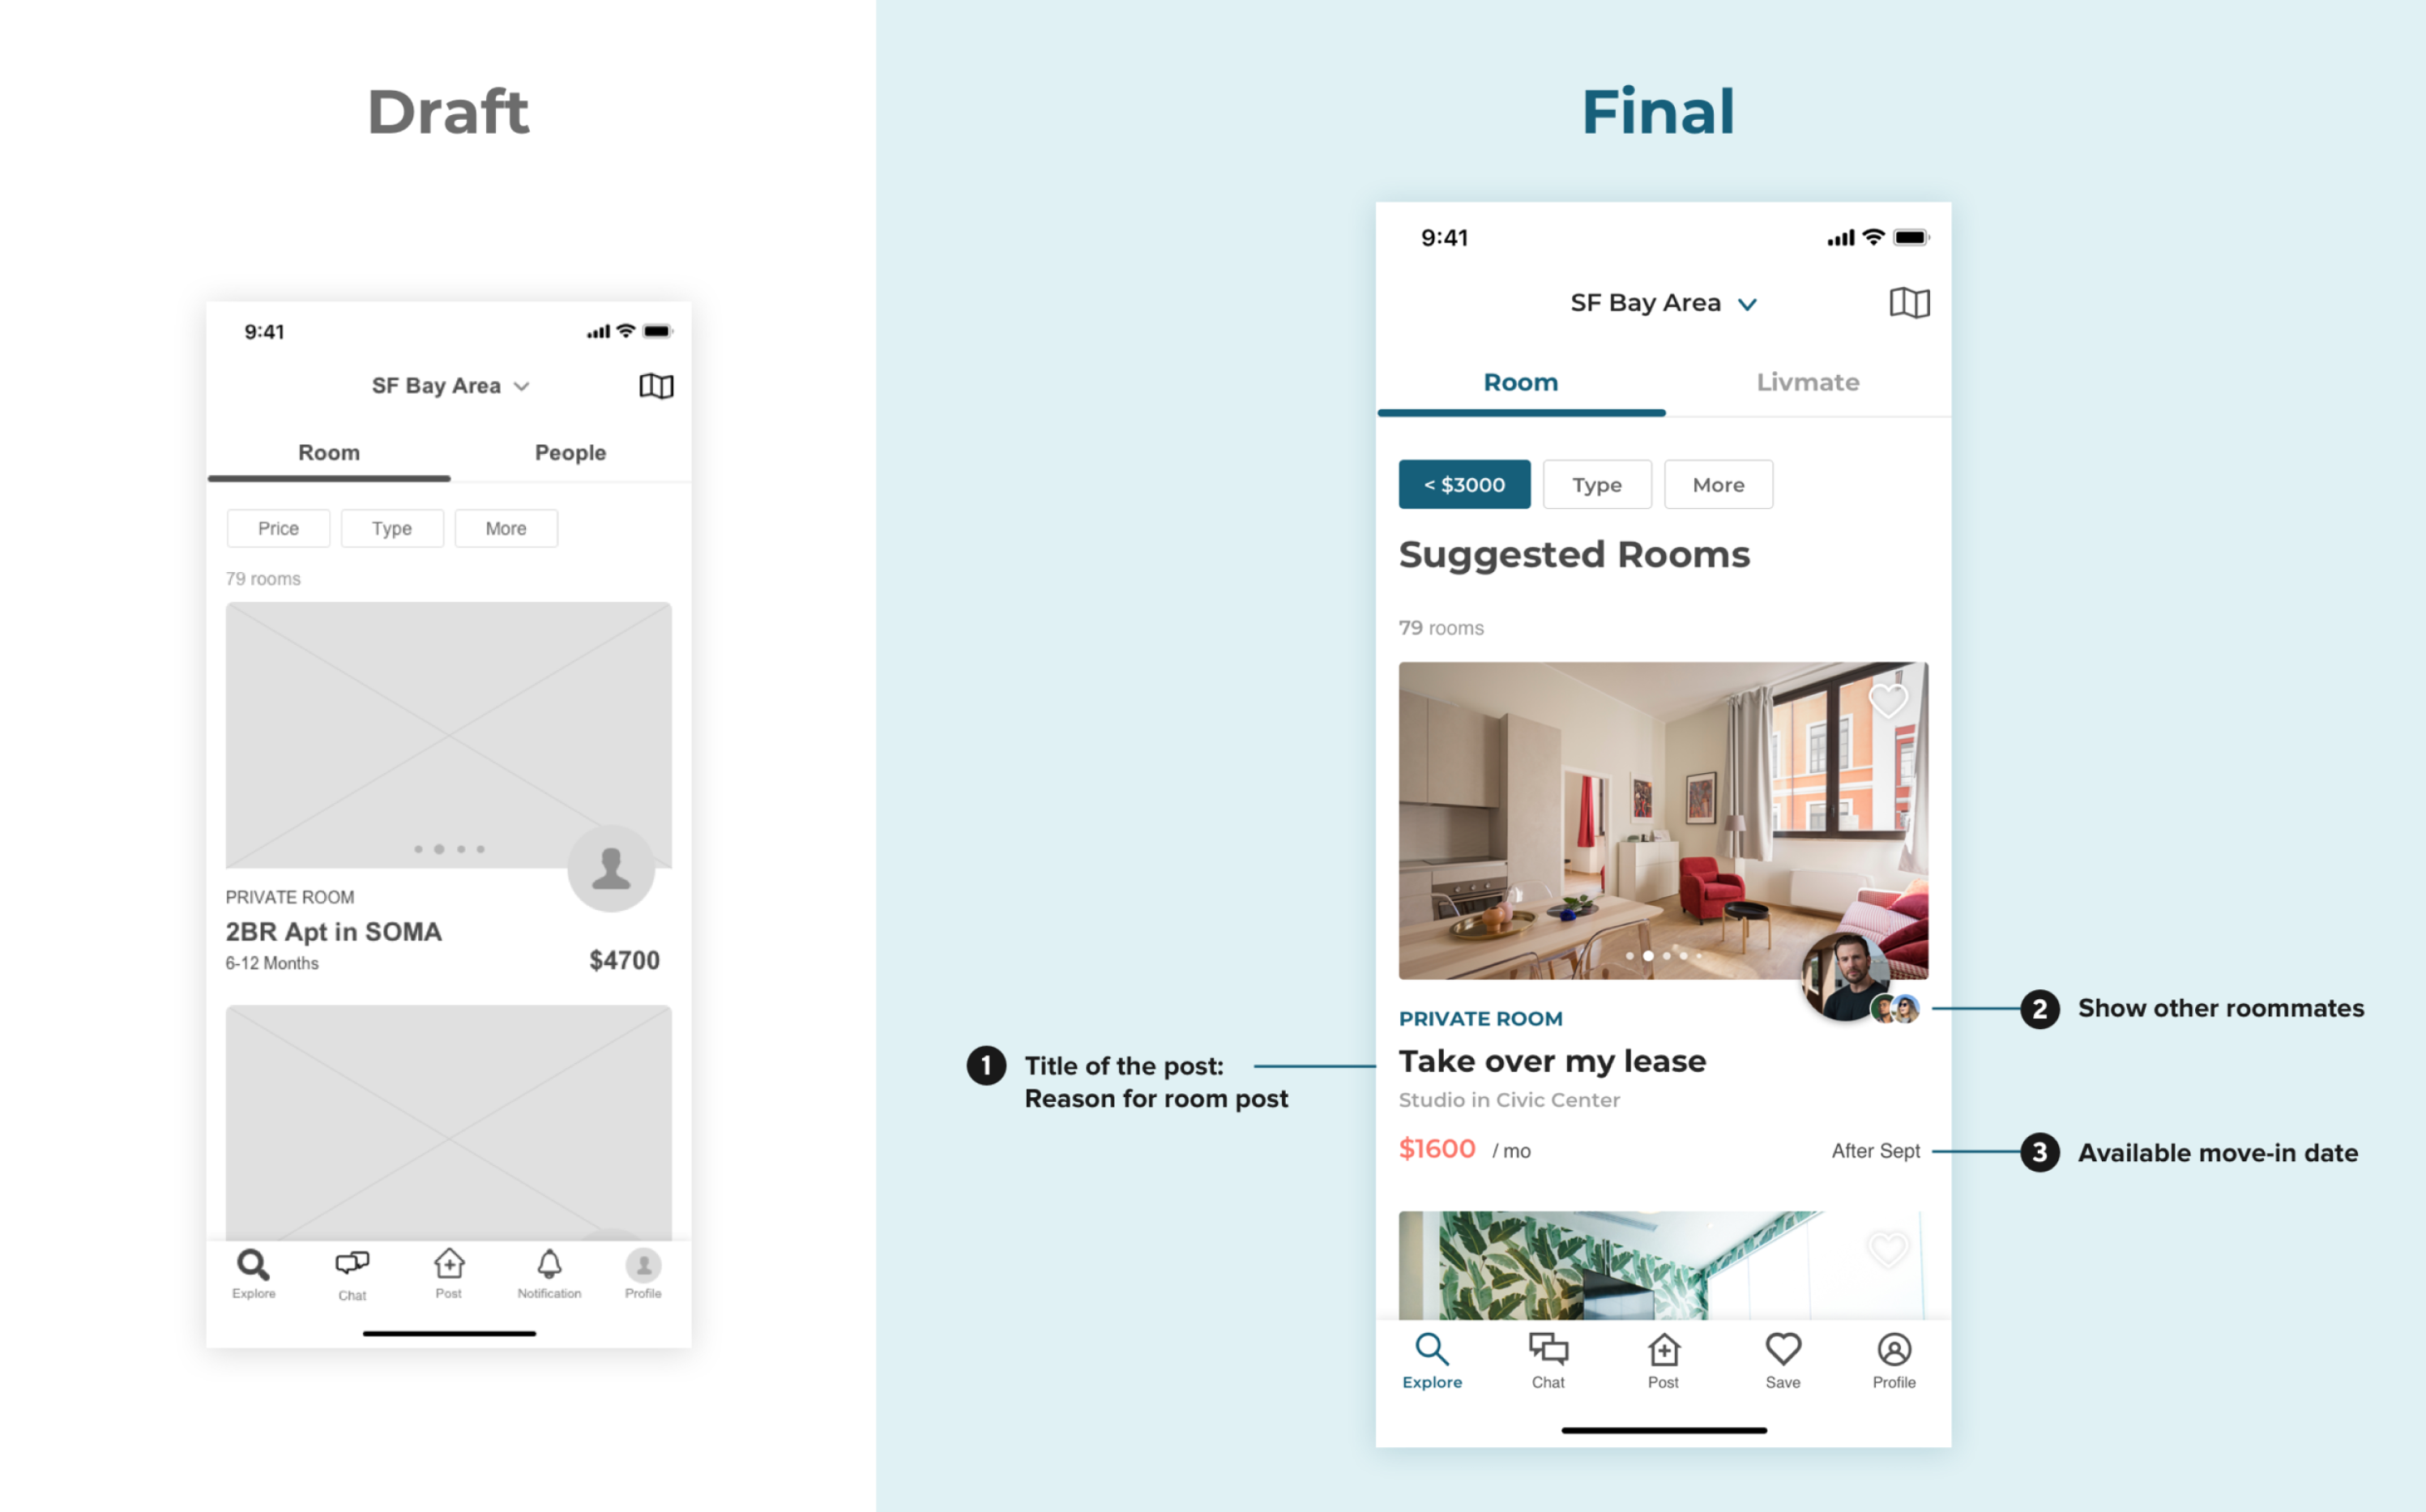 Draft
9:41
SF Bay Area
Room People
Price Type More
79 rooms
PRIVATE ROOM
2BR Apt in SOMA
6-12 Months
$4700
Explore Chat Post Notification Profile
Final
9:41
SF Bay Area
Room Livmate
< $3000 Type More
Suggested Rooms
79 rooms
PRIVATE ROOM
Take over my lease
Studio in Civic Center
$1600 / mo After Sept
Explore Chat Post Save Profile
1 Title of the post:
Reason for room post
2 Show other roommates
3 Available move-in date